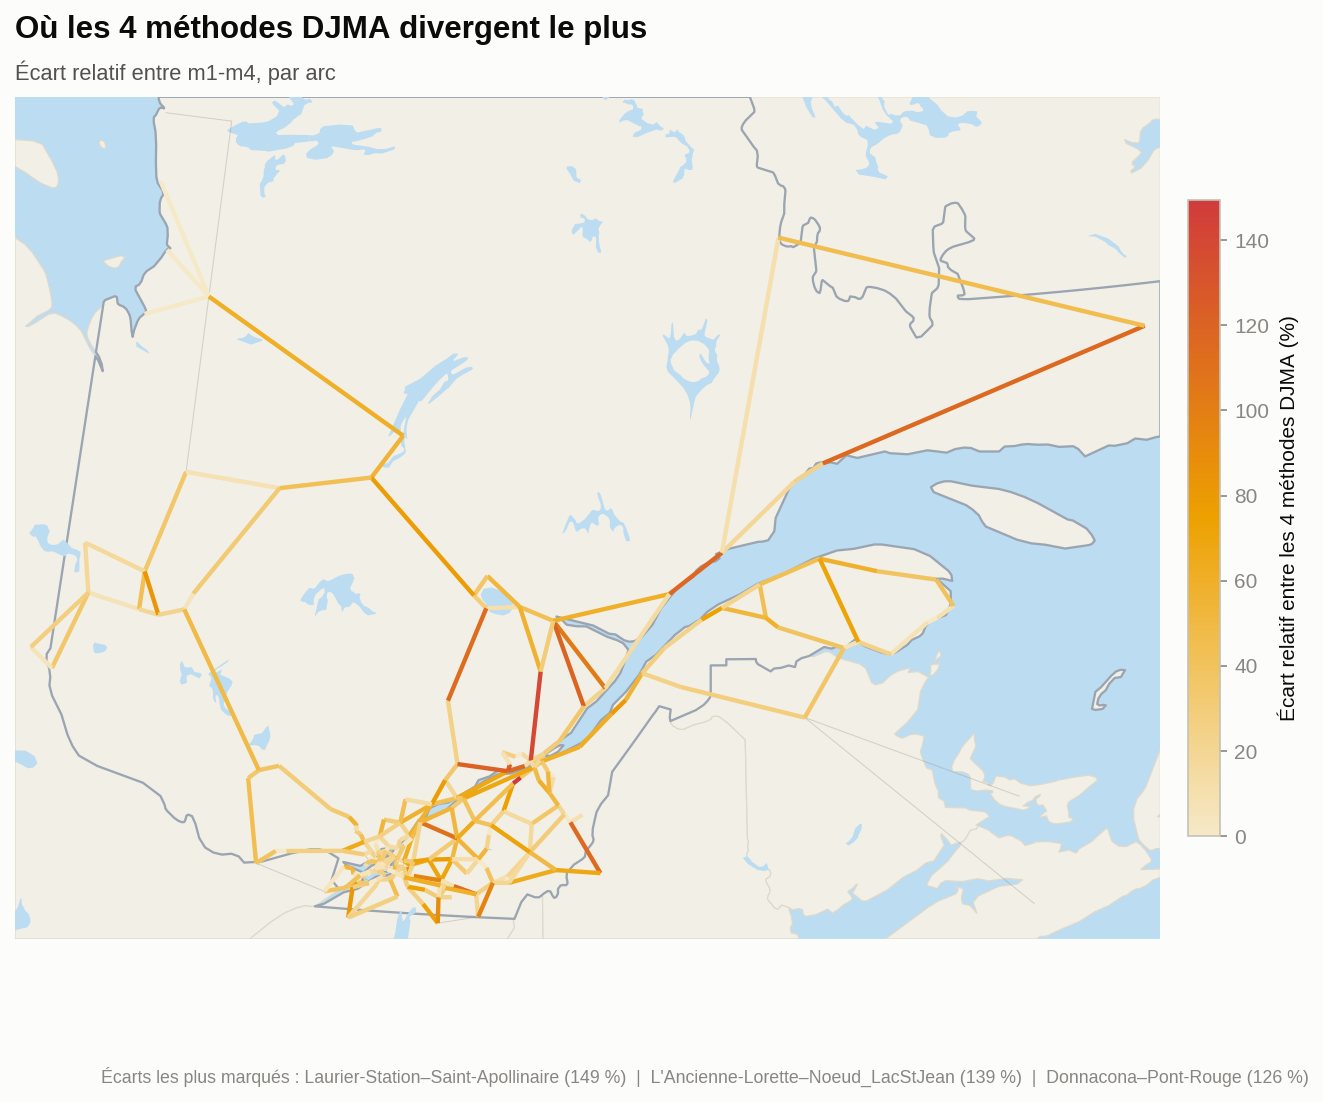 Où les 4 méthodes DJMA divergent le plus
Écart relatif entre m1-m4, par arc
140
120
100
80
60
40
20
0
Écart relatif entre les 4 méthodes DJMA (%)
Écarts les plus marqués : Laurier-Station–Saint-Apollinaire (149 %)  |  L'Ancienne-Lorette–Noeud_LacStJean (139 %)  |  Donnacona–Pont-Rouge (126 %)